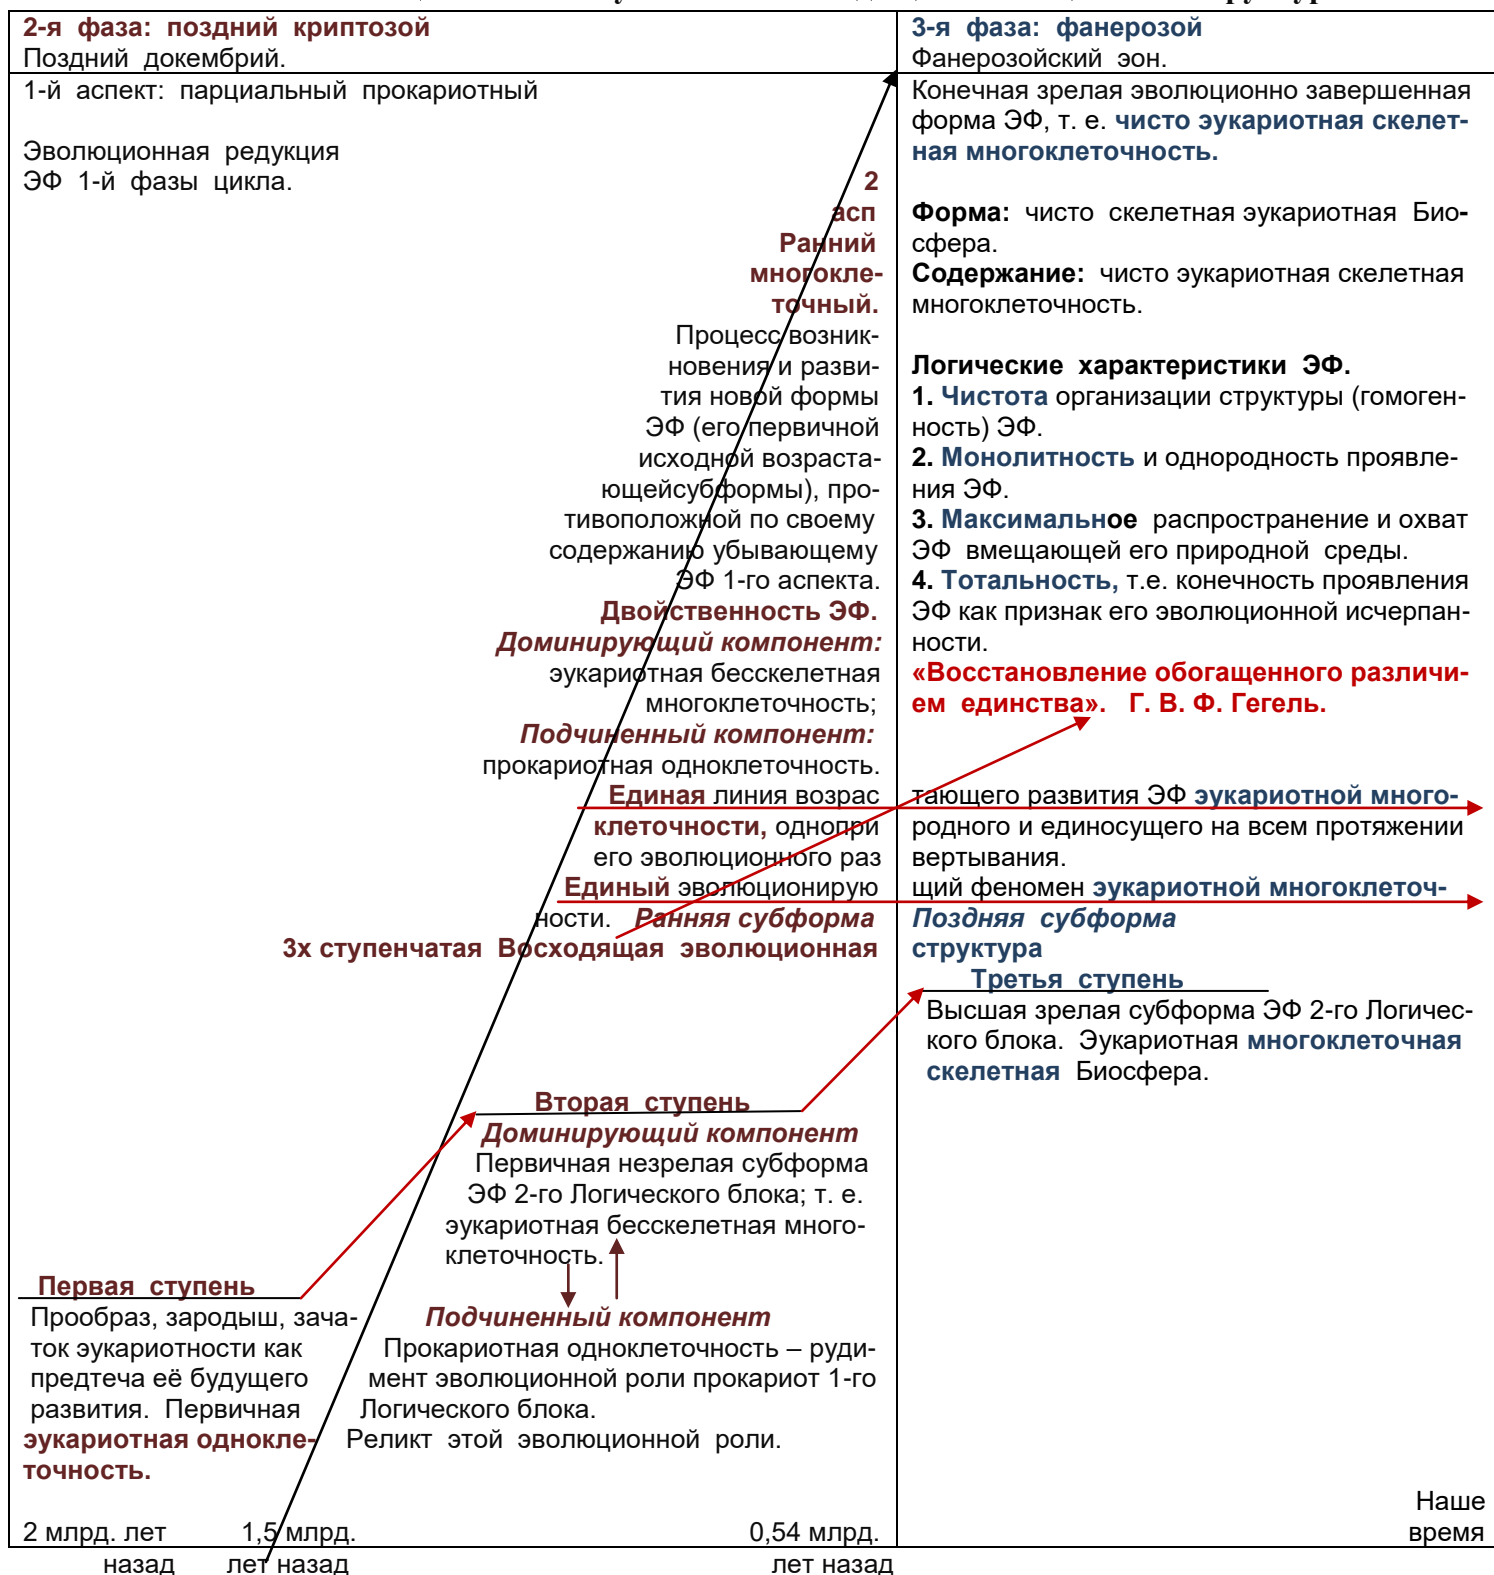 2-я фаза: поздний криптозой
Поздний докембрий.
1-й аспект: парциальный прокариотный
Эволюционная редукция
ЭФ 1-й фазы цикла.
2
асп
Ранний
многокле-
точный.
Процесс возник-
новения и разви-
тия новой формы
ЭФ (его первичной
исходной возраста-
ющейсубформы), про-
тивоположной по своему
содержанию убывающему
ЭФ 1-го аспекта.
Двойственность ЭФ.
Доминирующий компонент:
эукариотная бесскелетная
многоклеточность;
Подчиненный компонент:
прокариотная одноклеточность.
Единая линия возрас
клеточности, однопри
его эволюционного раз
Единый эволюционирую
ности. Ранняя субформа
3х ступенчатая Восходящая эволюционная
Вторая ступень
Доминирующий компонент
Первичная незрелая субформа
ЭФ 2-го Логического блока; т. е.
эукариотная бесскелетная много-
клеточность.
Подчиненный компонент
Прокариотная одноклеточность – руди-
мент эволюционной роли прокариот 1-го
Логического блока.
Реликт этой эволюционной роли.
Первая ступень
Прообраз, зародыш, зача-
ток эукариотности как
предтеча её будущего
развития. Первичная
эукариотная однокле-
точность.
2 млрд. лет
назад
1,5 млрд.
лет назад
0,54 млрд.
лет назад
3-я фаза: фанерозой
Фанерозойский эон.
Конечная зрелая эволюционно завершенная
форма ЭФ, т. е. чисто эукариотная скелет-
ная многоклеточность.
Форма: чисто скелетная эукариотная Био-
сфера.
Содержание: чисто эукариотная скелетная
многоклеточность.
Логические характеристики ЭФ.
1. Чистота организации структуры (гомоген-
ность) ЭФ.
2. Монолитность и однородность проявле-
ния ЭФ.
3. Максимальное распространение и охват
ЭФ вмещающей его природной среды.
4. Тотальность, т.е. конечность проявления
ЭФ как признак его эволюционной исчерпан-
ности.
«Восстановление обогащенного различи-
ем единства». Г. В. Ф. Гегель.
тающего развития ЭФ эукариотной много-
родного и единосущего на всем протяжении
вертывания.
щий феномен эукариотной многоклеточ-
Поздняя субформа
структура
Третья ступень
Высшая зрелая субформа ЭФ 2-го Логичес-
кого блока. Эукариотная многоклеточная
скелетная Биосфера.
Наше
время